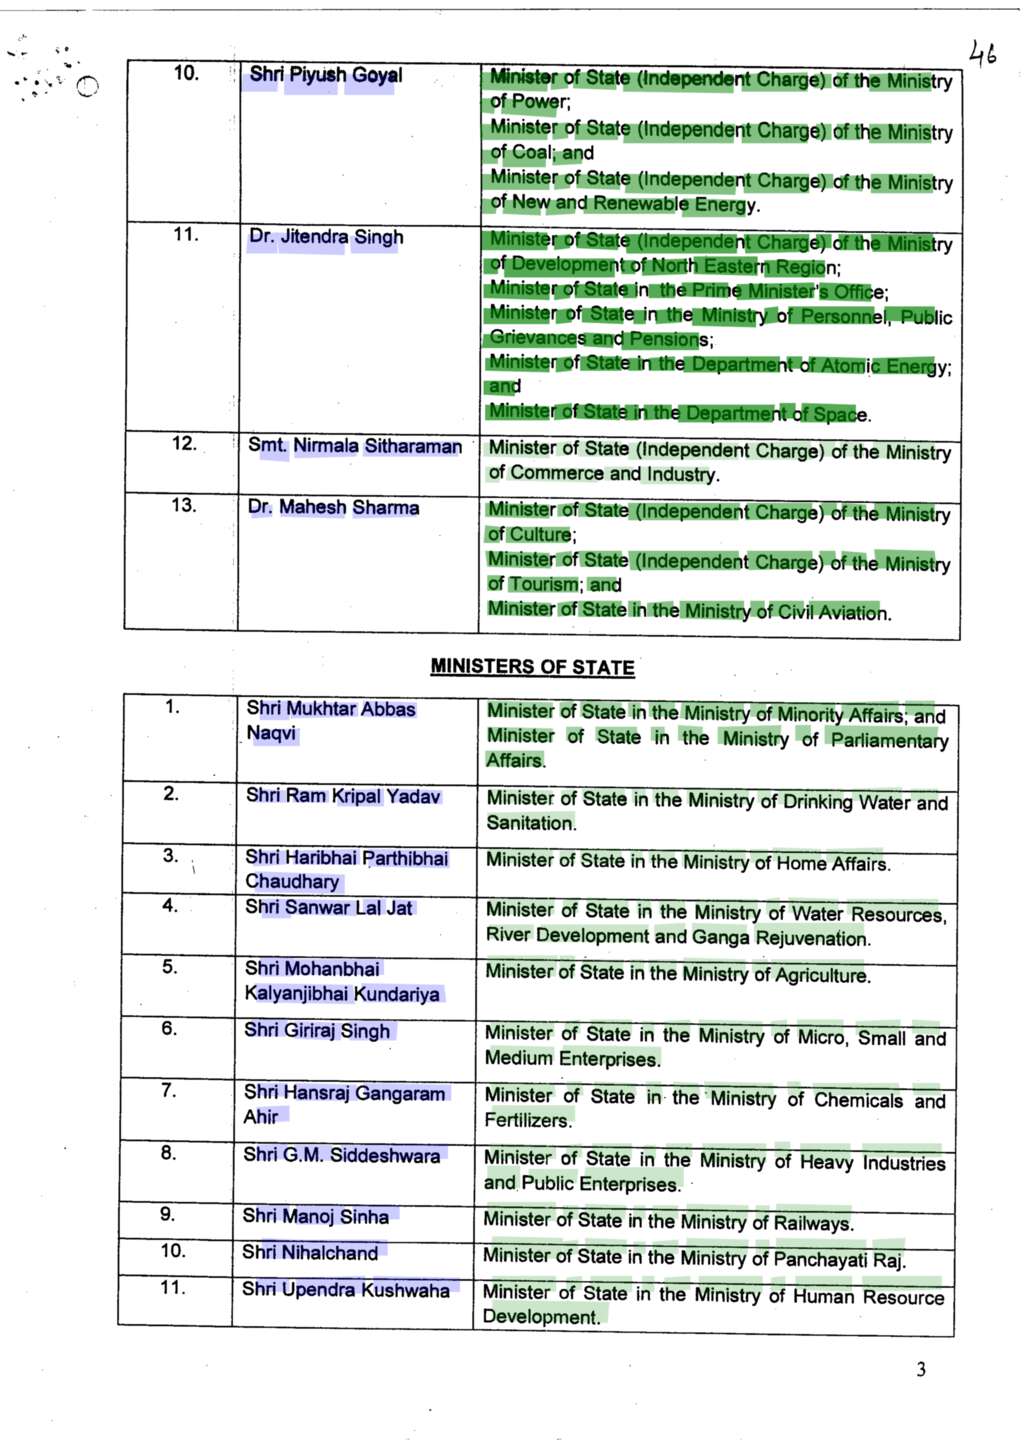 46
10. Shri Piyush Goyal Minister of State (Independent Charge) of the Ministry
of Power;
Minister of State (Independent Charge) of the Ministry
of Coal; and
Minister of State (Independent Charge) of the Ministry
of New and Renewable Energy.
11. Dr. Jitendra Singh Minister of State (Independent Charge) of the Ministry
of Development of North Eastern Region;
Minister of State in the Prime Minister's Office;
Minister of State in the Ministry of Personnel, Public
Grievances and Pensions;
Minister of State in the Department of Atomic Energy;
and
Minister of State in the Department of Space.
12. Smt. Nirmala Sitharaman Minister of State (Independent Charge) of the Ministry
of Commerce and Industry.
13. Dr. Mahesh Sharma Minister of State (Independent Charge) of the Ministry
of Culture;
Minister of State (Independent Charge) of the Ministry
of Tourism; and
Minister of State in the Ministry of Civil Aviation.
MINISTERS OF STATE
1. Shri Mukhtar Abbas Minister of State in the Ministry of Minority Affairs; and
Naqvi Minister of State in the Ministry of Parliamentary
Affairs.
2. Shri Ram Kripal Yadav Minister of State in the Ministry of Drinking Water and
Sanitation.
3. Shri Haribhai Parthibhai Minister of State in the Ministry of Home Affairs.
Chaudhary
4. Shri Sanwar Lal Jat Minister of State in the Ministry of Water Resources,
River Development and Ganga Rejuvenation.
5. Shri Mohanbhai Minister of State in the Ministry of Agriculture.
Kalyanjibhai Kundariya
6. Shri Giriraj Singh Minister of State in the Ministry of Micro, Small and
Medium Enterprises.
7. Shri Hansraj Gangaram Minister of State in the Ministry of Chemicals and
Ahir Fertilizers.
8. Shri G.M. Siddeshwara Minister of State in the Ministry of Heavy Industries
and Public Enterprises.
9. Shri Manoj Sinha Minister of State in the Ministry of Railways.
10. Shri Nihalchand Minister of State in the Ministry of Panchayati Raj.
11. Shri Upendra Kushwaha Minister of State in the Ministry of Human Resource
Development.
3